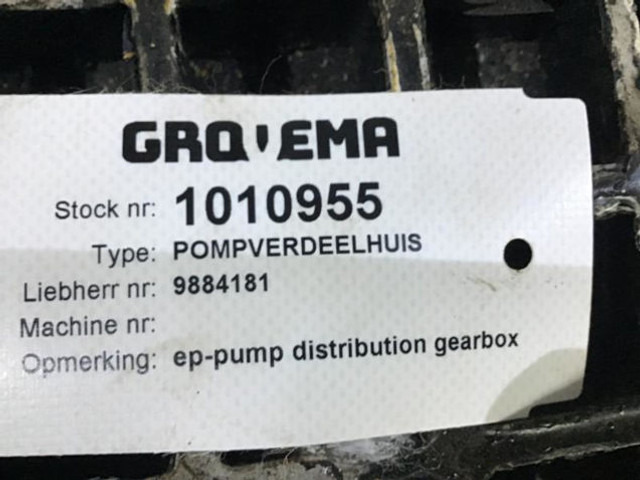 GRO'EMA
Stock nr: 1010955
Type: POMPVERDEELHUIS
Liebherr nr: 9884181
Machine nr:
Opmerking: ep-pump distribution gearbox